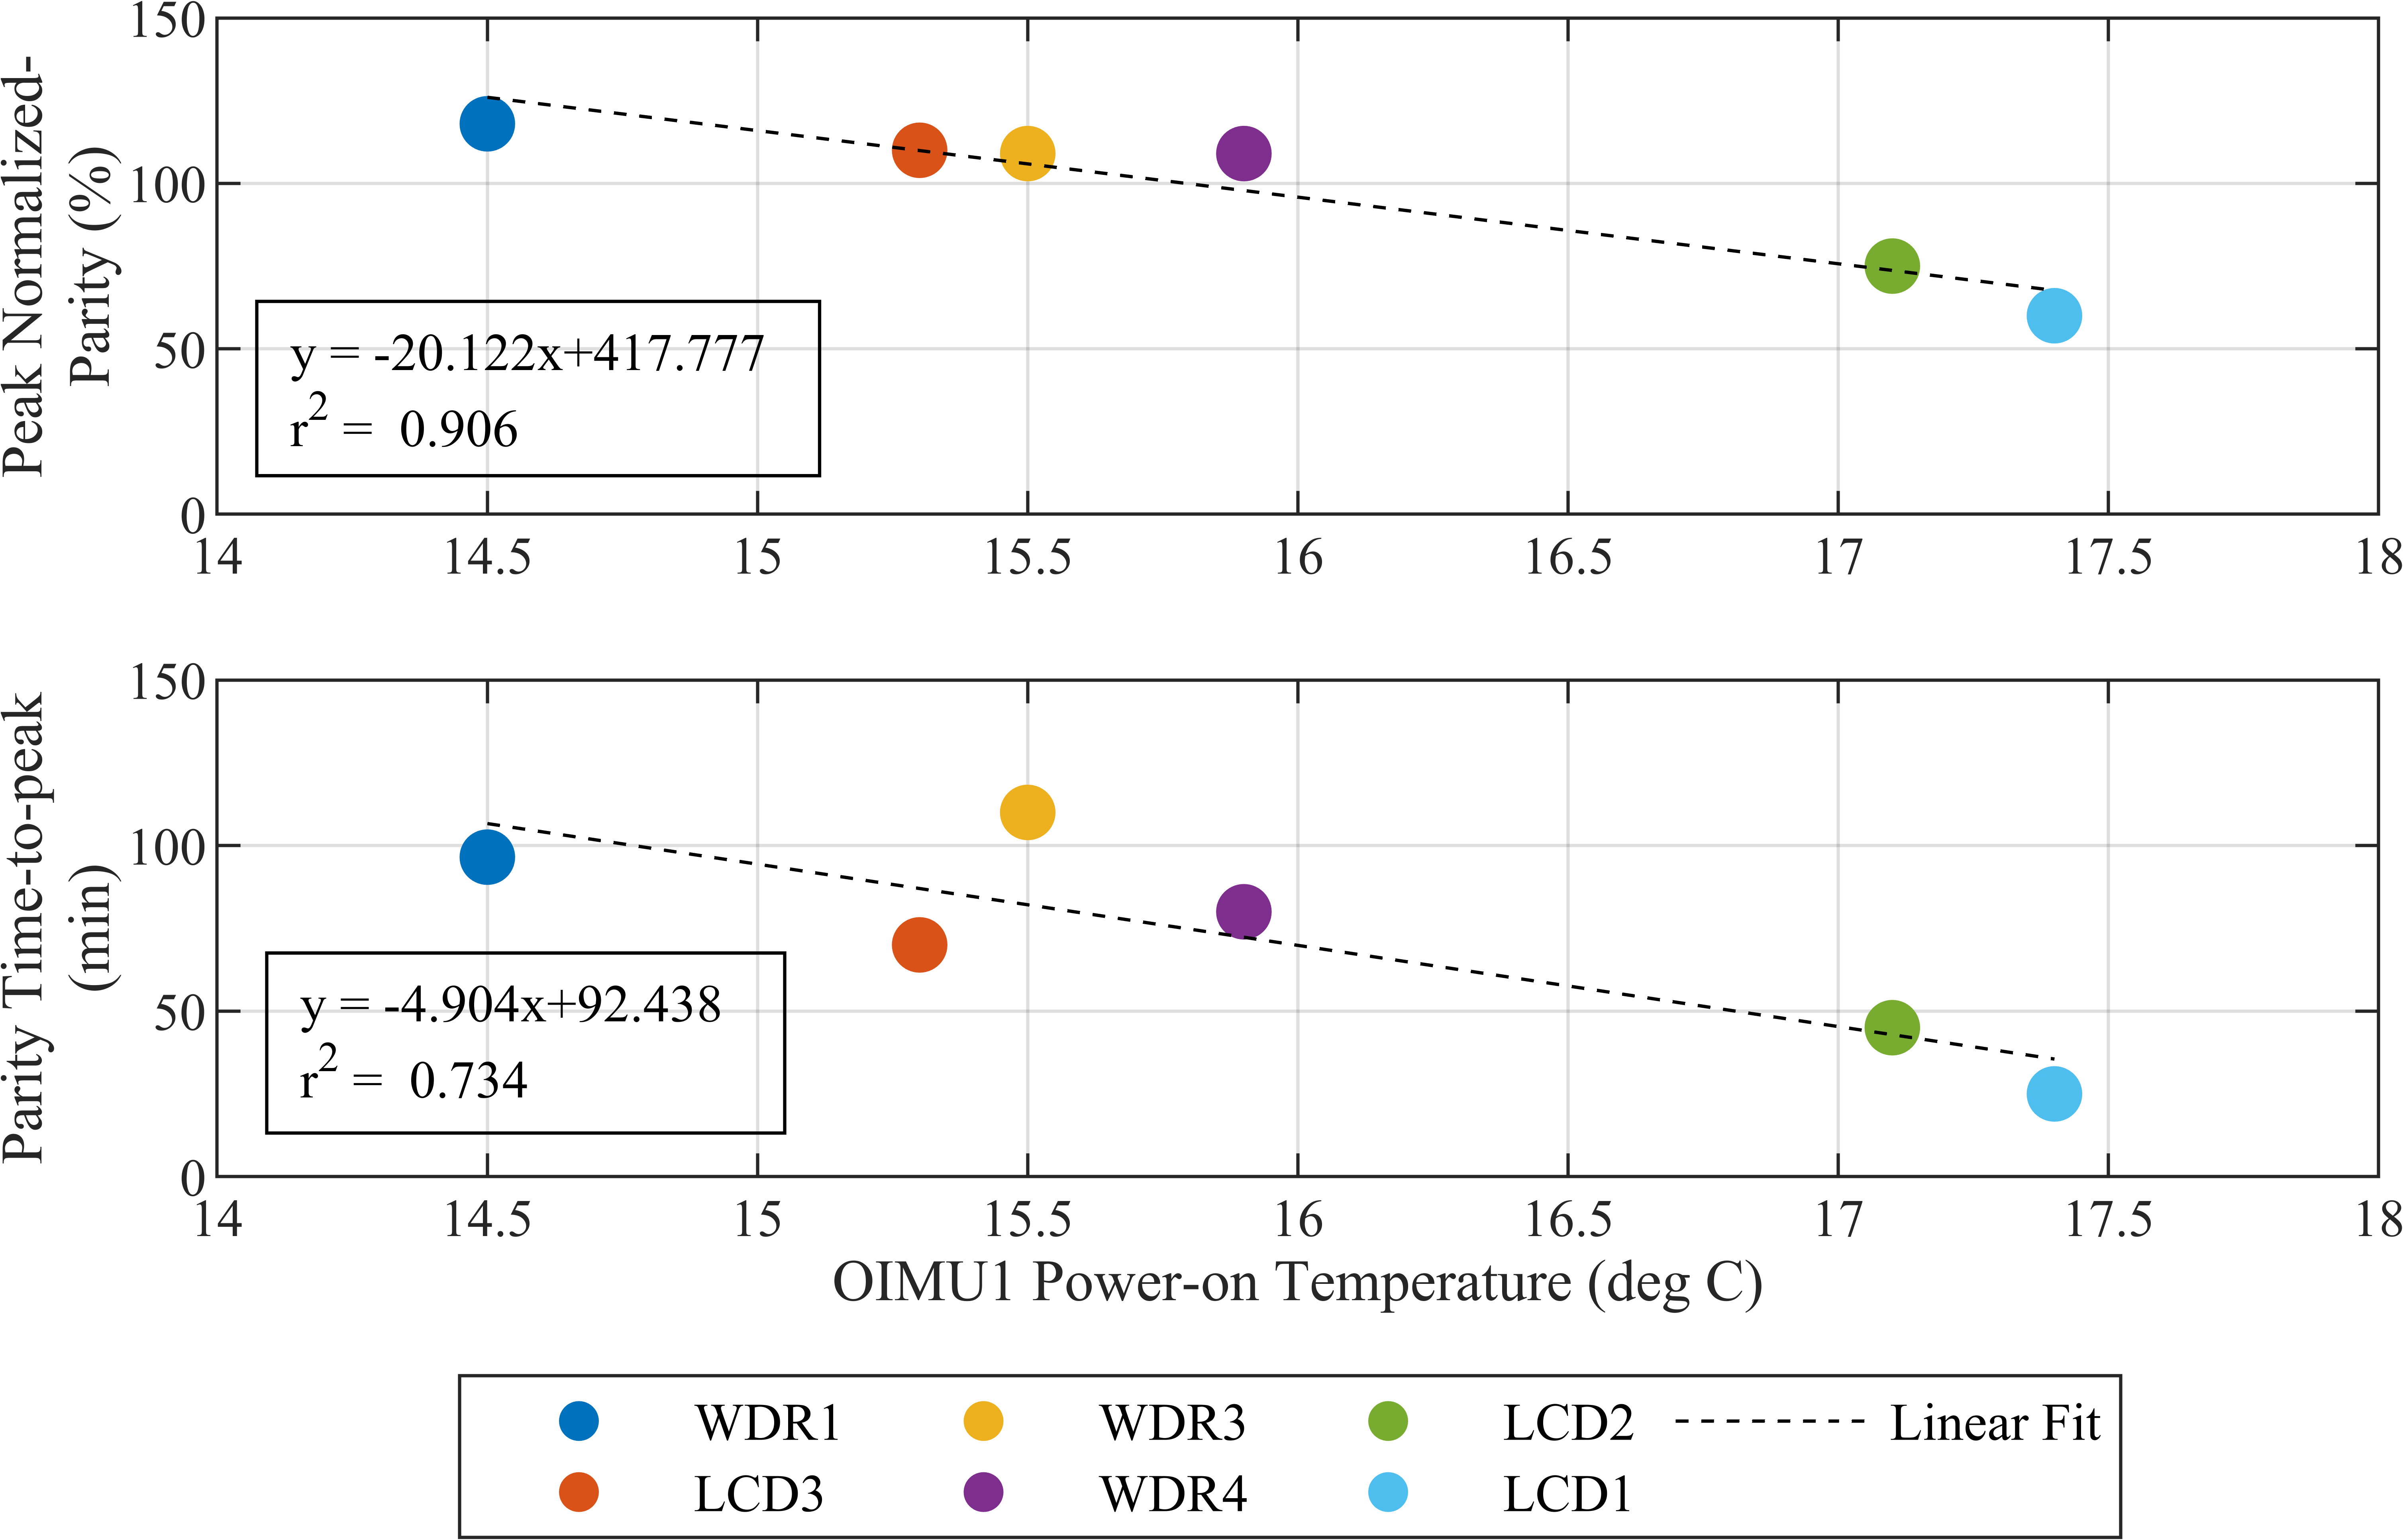 Peak Normalized-
Parity (%)
150
100
50
0
y = -20.122x+417.777
r² = 0.906
14 14.5 15 15.5 16 16.5 17 17.5 18
Parity Time-to-peak
(min)
150
100
50
0
y = -4.904x+92.438
r² = 0.734
14 14.5 15 15.5 16 16.5 17 17.5 18
OIMU1 Power-on Temperature (deg C)
WDR1 WDR3 LCD2 Linear Fit
LCD3 WDR4 LCD1